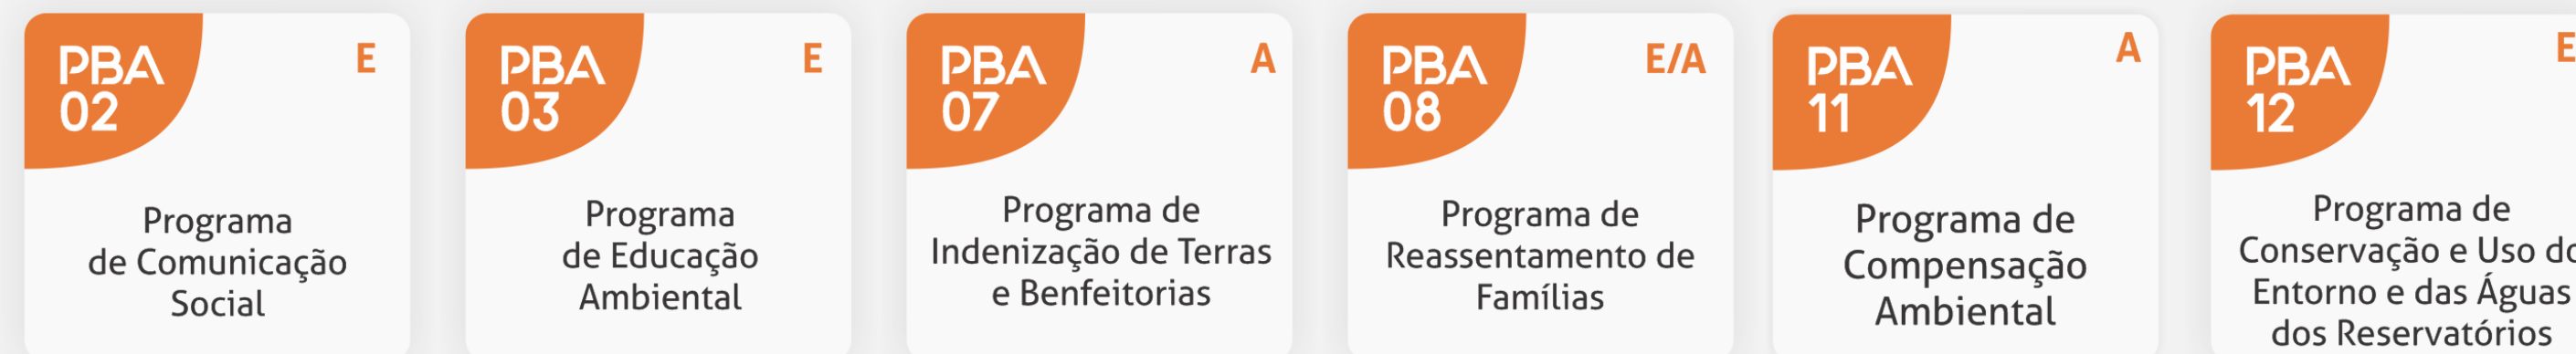 PBA
02
E
Programa
de Comunicação
Social
PBA
03
E
Programa
de Educação
Ambiental
PBA
07
A
Programa de
Indenização de Terras
e Benfeitorias
PBA
08
E/A
Programa de
Reassentamento de
Famílias
PBA
11
A
Programa de
Compensação
Ambiental
PBA
12
E
Programa de
Conservação e Uso do
Entorno e das Águas
dos Reservatórios